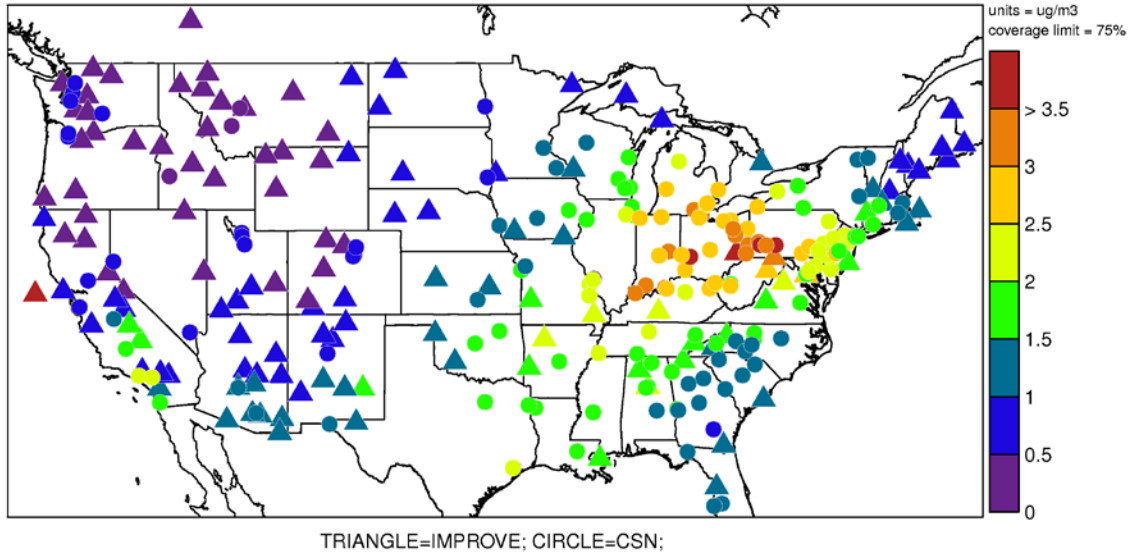 units = ug/m3
coverage limit = 75%
> 3.5
3
2.5
2
1.5
1
0.5
0
TRIANGLE=IMPROVE; CIRCLE=CSN;